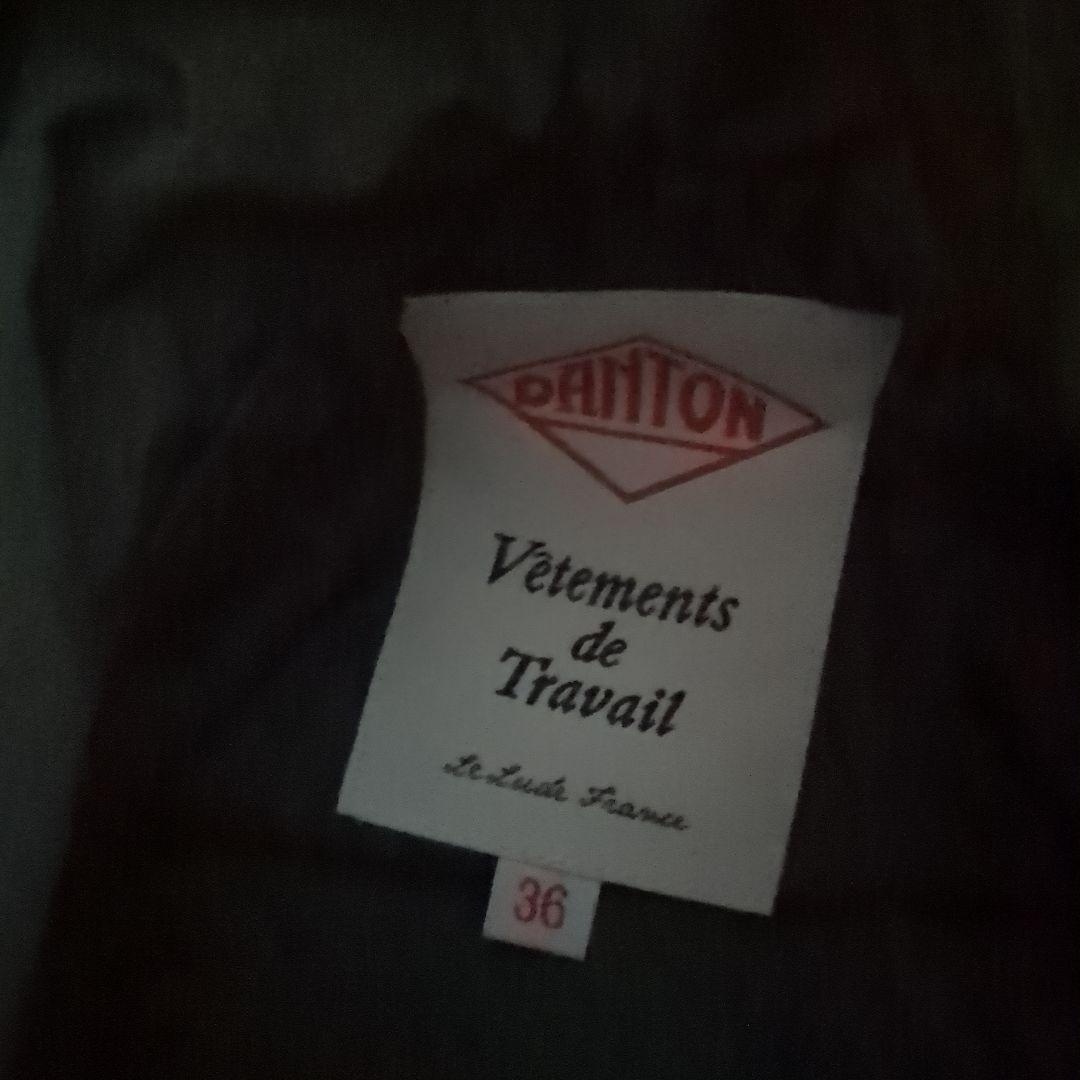 DANTON
Vêtements
de
Travail
Le Lude France
36